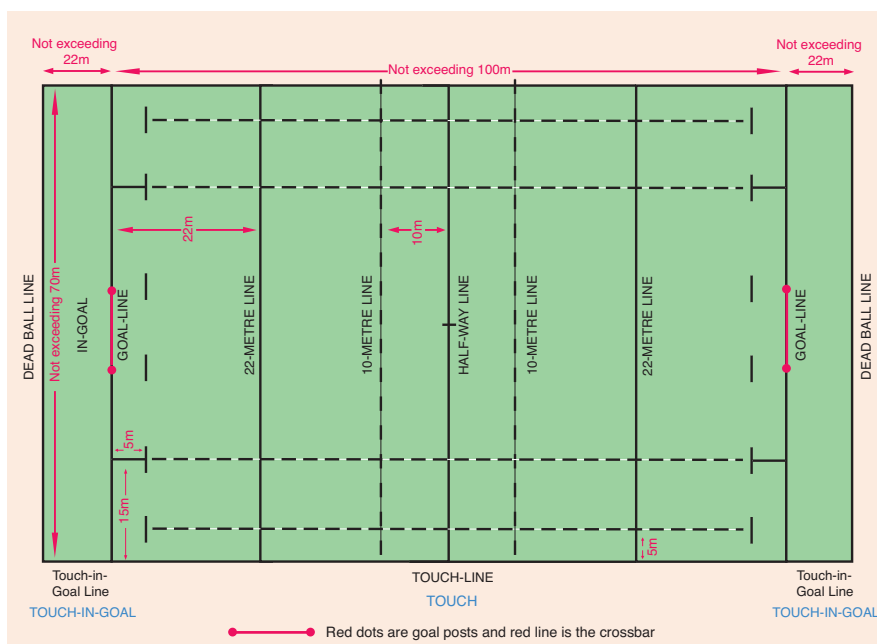 Not exceeding
22m
Not exceeding 100m
Not exceeding
22m
DEAD BALL LINE
Not exceeding 70m
IN-GOAL
GOAL-LINE
22m
22-METRE LINE
10-METRE LINE
10m
HALF-WAY LINE
10-METRE LINE
22-METRE LINE
GOAL-LINE
DEAD BALL LINE
5m
15m
5m
Touch-in-
Goal Line
TOUCH-IN-GOAL
TOUCH-LINE
TOUCH
Touch-in-
Goal Line
TOUCH-IN-GOAL
Red dots are goal posts and red line is the crossbar